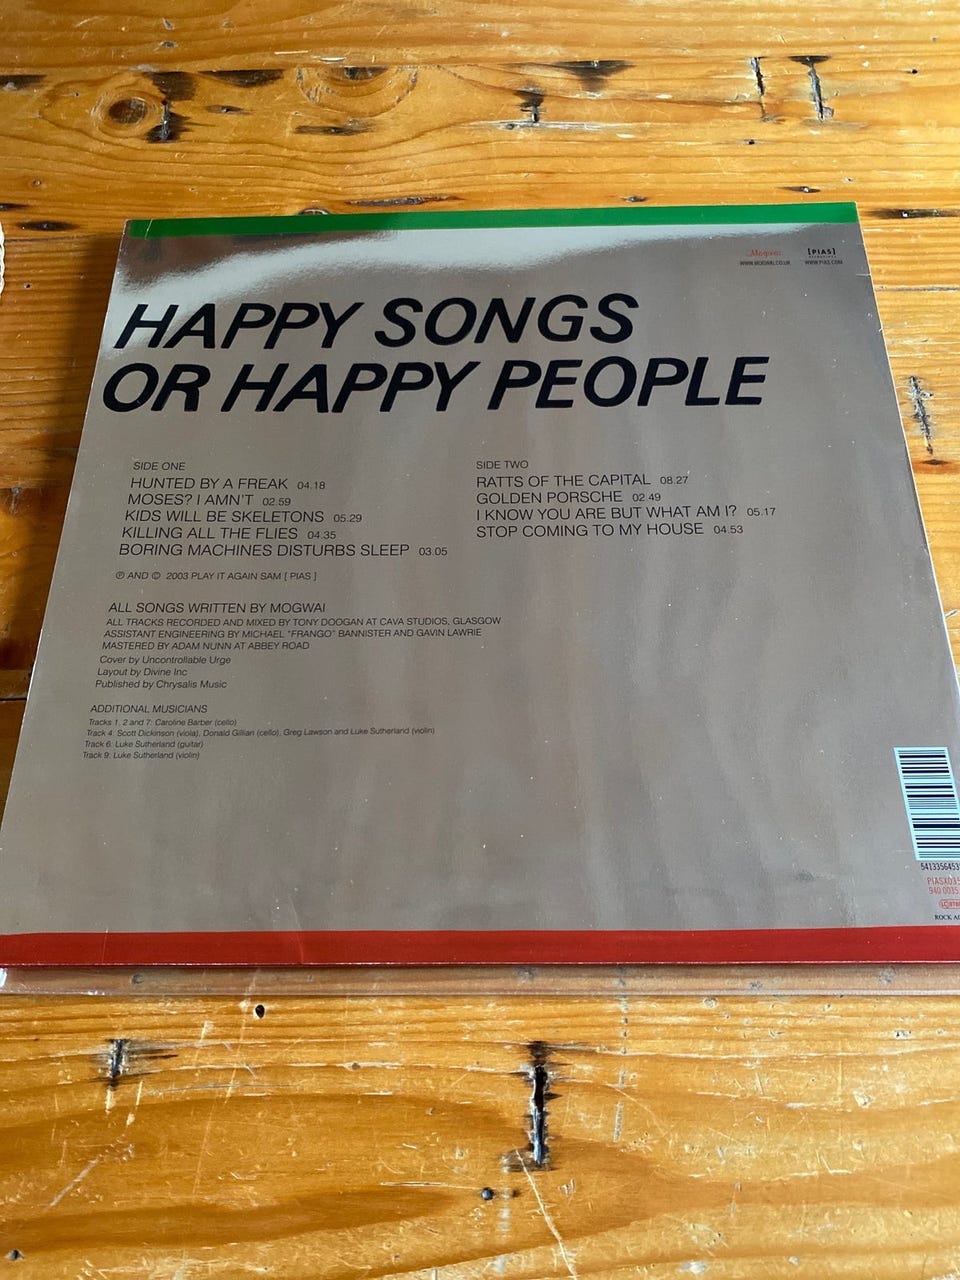 Mogwai
[PIAS]
RECORDINGS
WWW.MOGWAI.CO.UK
WWW.PIAS.COM
HAPPY SONGS
OR HAPPY PEOPLE
SIDE ONE
HUNTED BY A FREAK 04.18
MOSES? I AMN'T 02.59
KIDS WILL BE SKELETONS 05.29
KILLING ALL THE FLIES 04.35
BORING MACHINES DISTURBS SLEEP 03.05
SIDE TWO
RATTS OF THE CAPITAL 08.27
GOLDEN PORSCHE 02.49
I KNOW YOU ARE BUT WHAT AM I? 05.17
STOP COMING TO MY HOUSE 04.53
℗ AND © 2003 PLAY IT AGAIN SAM [ PIAS ]
ALL SONGS WRITTEN BY MOGWAI
ALL TRACKS RECORDED AND MIXED BY TONY DOOGAN AT CAVA STUDIOS, GLASGOW
ASSISTANT ENGINEERING BY MICHAEL "FRANGO" BANNISTER AND GAVIN LAWRIE
MASTERED BY ADAM NUNN AT ABBEY ROAD
Cover by Uncontrollable Urge
Layout by Divine Inc
Published by Chrysalis Music
ADDITIONAL MUSICIANS
Tracks 1, 2 and 7: Caroline Barber (cello)
Track 4: Scott Dickinson (viola), Donald Gillian (cello), Greg Lawson and Luke Sutherland (violin)
Track 6: Luke Sutherland (guitar)
Track 9: Luke Sutherland (violin)
541335645
PIASX035
940.0035
ROCK